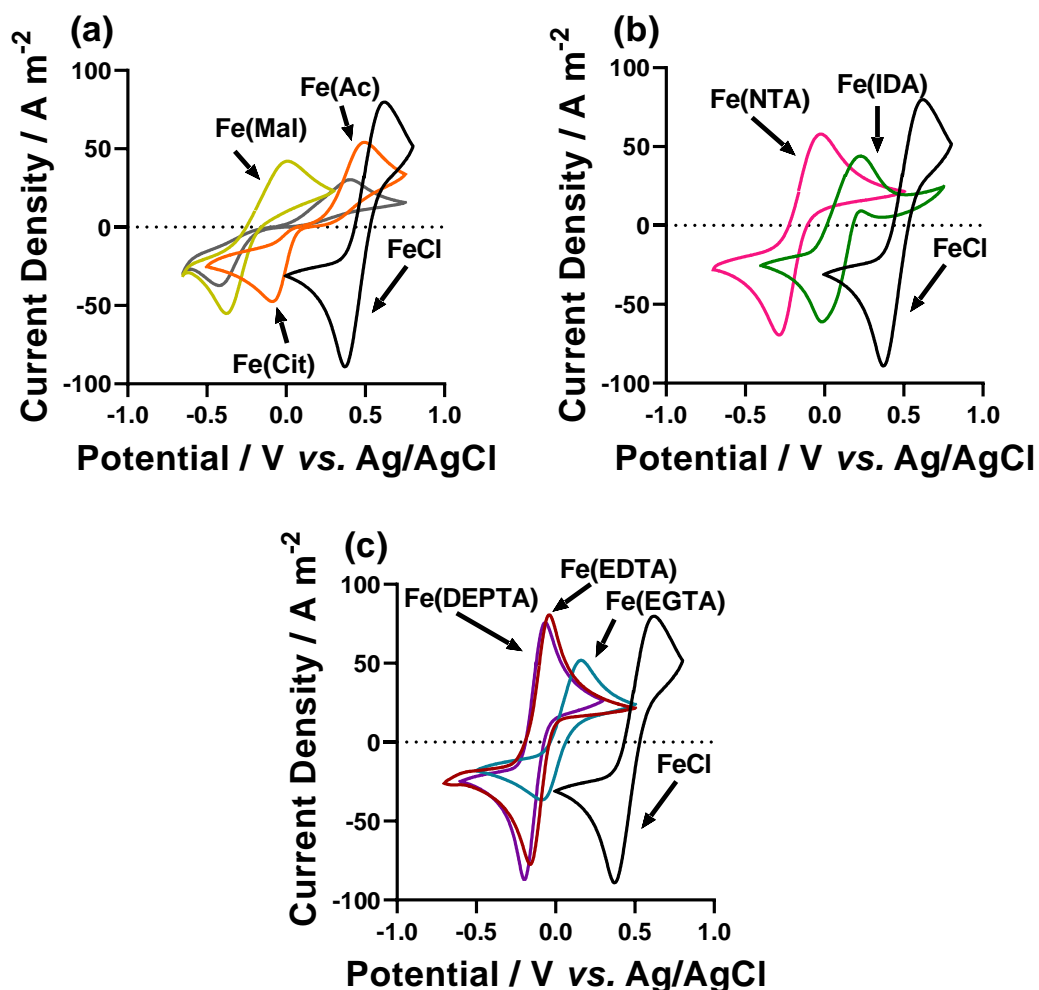 (a)
Current Density / A m-2
100
50
0
-50
-100
-1.0 -0.5 0.0 0.5 1.0
Potential / V vs. Ag/AgCl
Fe(Ac)
Fe(Mal)
FeCl
Fe(Cit)
(b)
Current Density / A m-2
100
50
0
-50
-100
-1.0 -0.5 0.0 0.5 1.0
Potential / V vs. Ag/AgCl
Fe(IDA)
Fe(NTA)
FeCl
(c)
Current Density / A m-2
100
50
0
-50
-100
-1.0 -0.5 0.0 0.5 1.0
Potential / V vs. Ag/AgCl
Fe(EDTA)
Fe(DEPTA)
Fe(EGTA)
FeCl